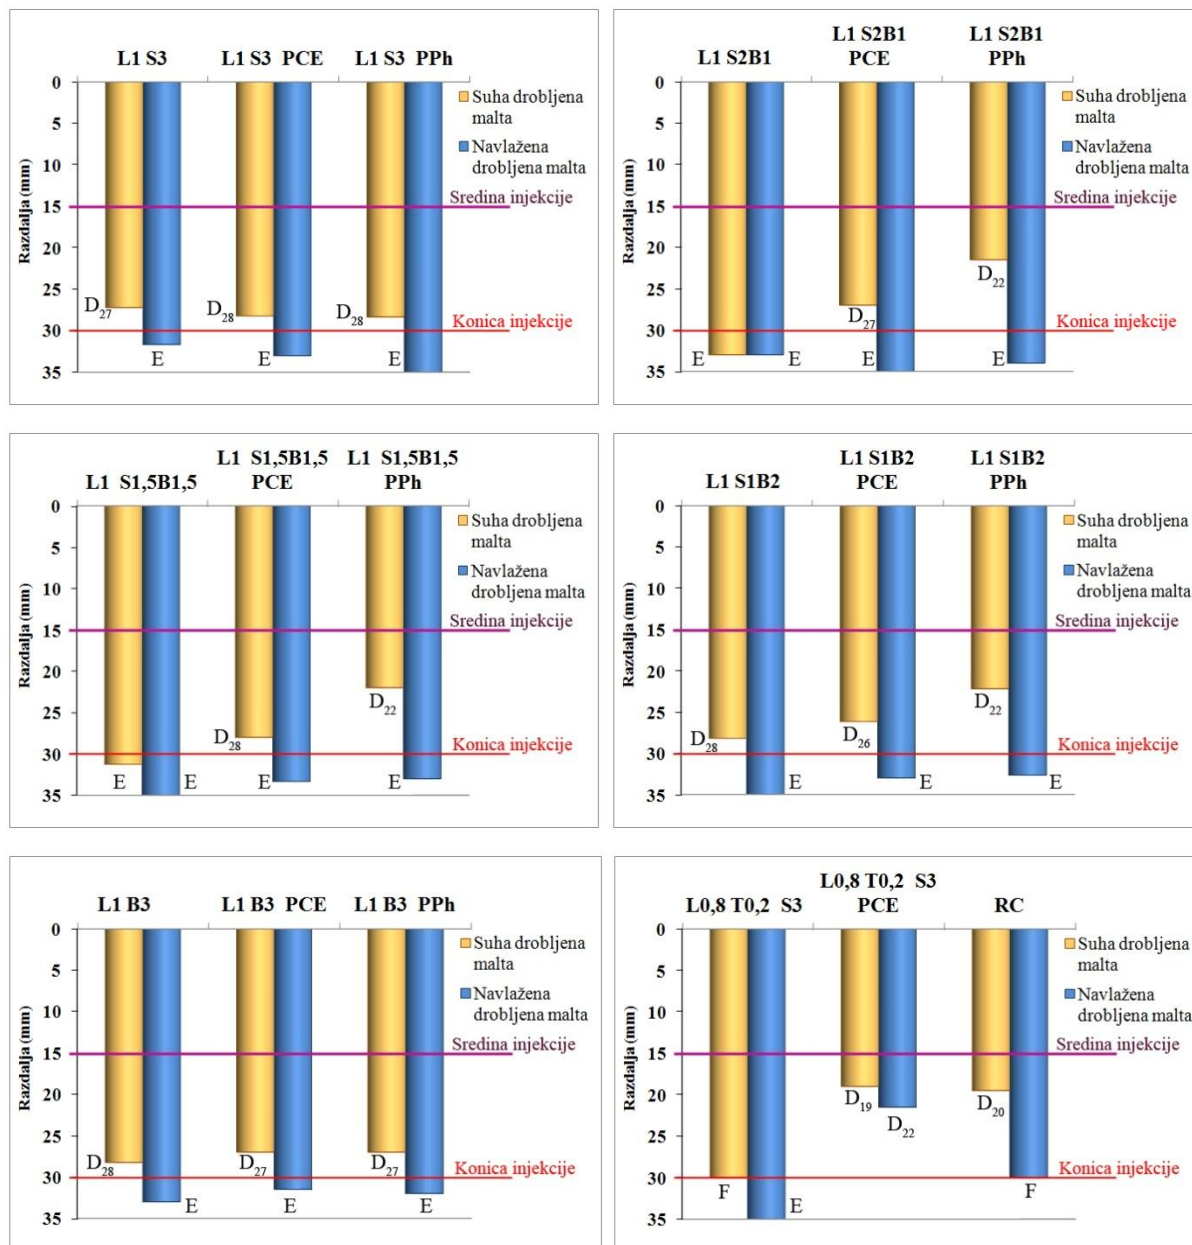 L1 S3 L1 S3 PCE L1 S3 PPh
0
5
10
15
20
25
30
35
Razdalja (mm)
Suha drobljena
malta
Navlažena
drobljena malta
Sredina injekcije
Konica injekcije
D27 E D28 E D28 E
L1 S2B1 L1 S2B1
L1 S2B1 PCE PPh
0
5
10
15
20
25
30
35
Razdalja (mm)
Suha drobljena
malta
Navlažena
drobljena malta
Sredina injekcije
Konica injekcije
E E D27 E D22 E
L1 S1,5B1,5 L1 S1,5B1,5
L1 S1,5B1,5 PCE PPh
0
5
10
15
20
25
30
35
Razdalja (mm)
Suha drobljena
malta
Navlažena
drobljena malta
Sredina injekcije
Konica injekcije
E E D28 E D22 E
L1 S1B2 L1 S1B2
L1 S1B2 PCE PPh
0
5
10
15
20
25
30
35
Razdalja (mm)
Suha drobljena
malta
Navlažena
drobljena malta
Sredina injekcije
Konica injekcije
D28 E D26 E D22 E
L1 B3 L1 B3 PCE L1 B3 PPh
0
5
10
15
20
25
30
35
Razdalja (mm)
Suha drobljena
malta
Navlažena
drobljena malta
Sredina injekcije
Konica injekcije
D28 E D27 E D27 E
L0,8 T0,2 S3
L0,8 T0,2 S3 PCE RC
0
5
10
15
20
25
30
35
Razdalja (mm)
Suha drobljena
malta
Navlažena
drobljena malta
Sredina injekcije
Konica injekcije
F E D19 D22 D20 F